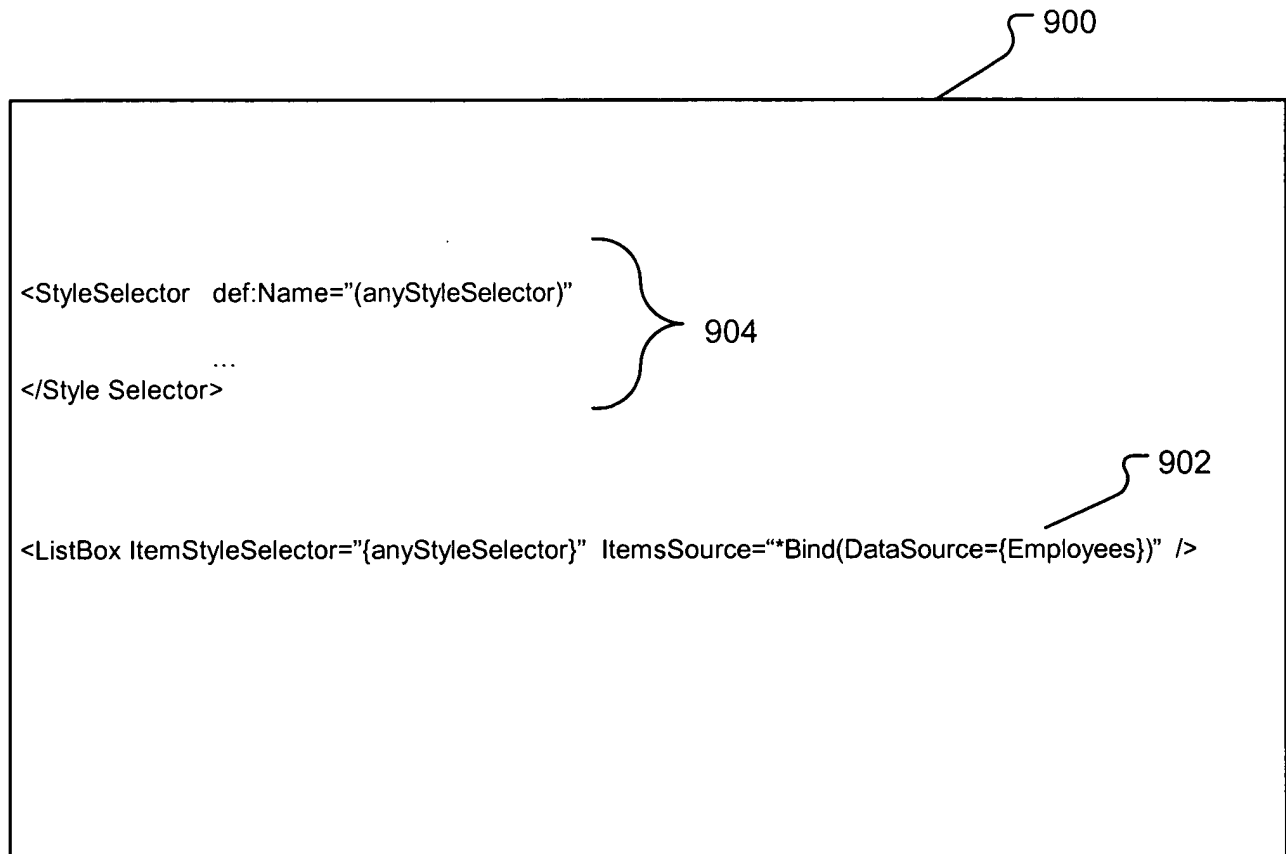 900
<StyleSelector def:Name=”(anyStyleSelector)”
904
...
</Style Selector>
902
<ListBox ItemStyleSelector=”{anyStyleSelector}” ItemsSource=“*Bind(DataSource={Employees})” />